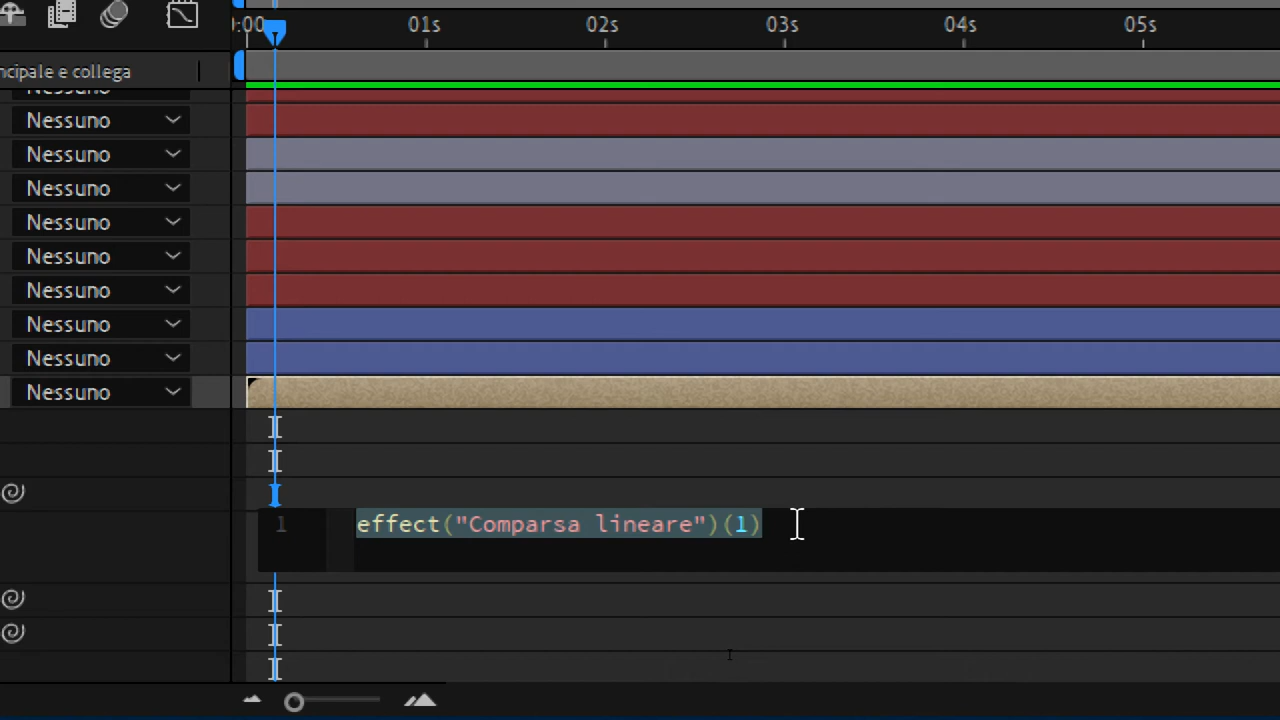 :00
01s
02s
03s
04s
05s
ncipale e collega
Nessuno
Nessuno
Nessuno
Nessuno
Nessuno
Nessuno
Nessuno
Nessuno
Nessuno
Nessuno
1 effect("Comparsa lineare")(1)